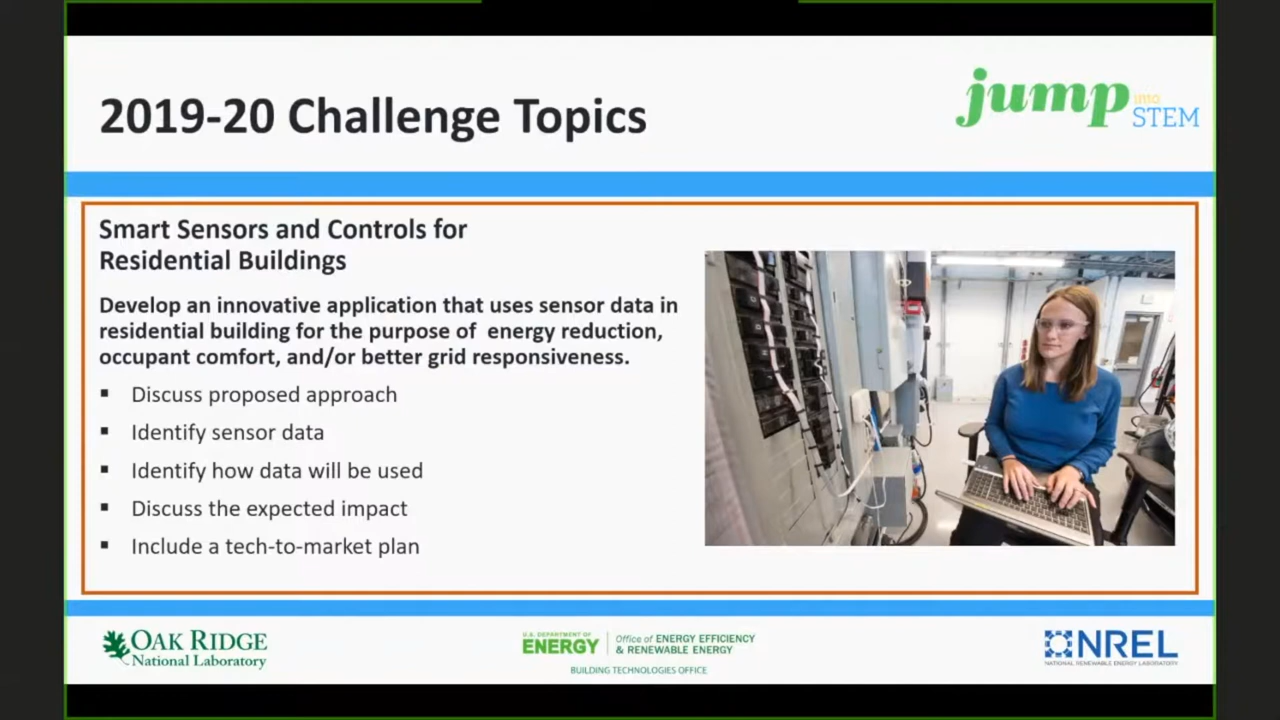 2019-20 Challenge Topics
jump into STEM
Smart Sensors and Controls for
Residential Buildings
Develop an innovative application that uses sensor data in
residential building for the purpose of energy reduction,
occupant comfort, and/or better grid responsiveness.
▪ Discuss proposed approach
▪ Identify sensor data
▪ Identify how data will be used
▪ Discuss the expected impact
▪ Include a tech-to-market plan
OAK RIDGE
National Laboratory
U.S. DEPARTMENT OF
ENERGY
Office of ENERGY EFFICIENCY
& RENEWABLE ENERGY
BUILDING TECHNOLOGIES OFFICE
NREL
NATIONAL RENEWABLE ENERGY LABORATORY